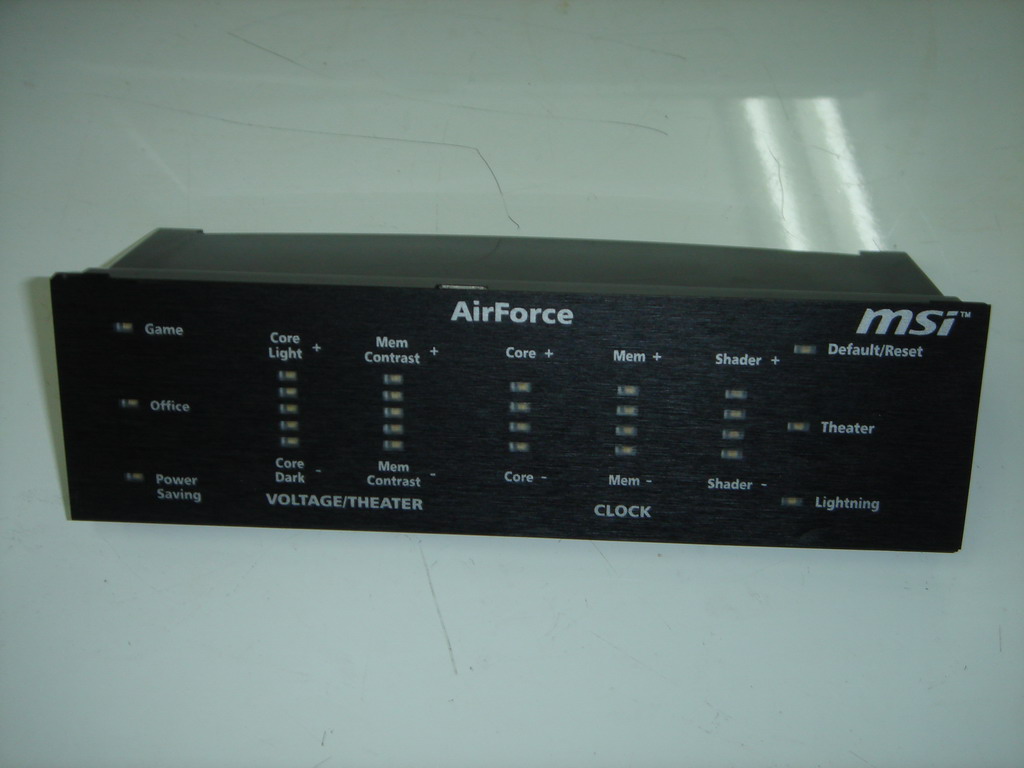 AirForce
msi™
Game
Office
Power
Saving
Core
Light +
Mem
Contrast +
Core
Dark -
Mem
Contrast -
VOLTAGE/THEATER
Core +
Mem +
Shader +
Core -
Mem -
Shader -
CLOCK
Default/Reset
Theater
Lightning